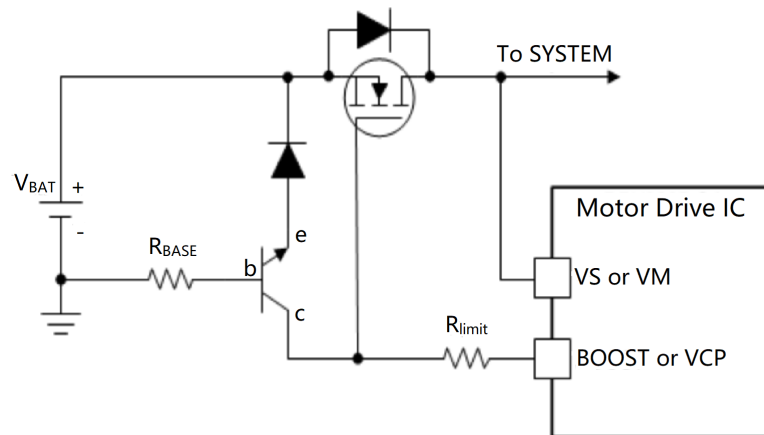 To SYSTEM
VBAT
+
-
RBASE
b
e
c
Rlimit
Motor Drive IC
VS or VM
BOOST or VCP